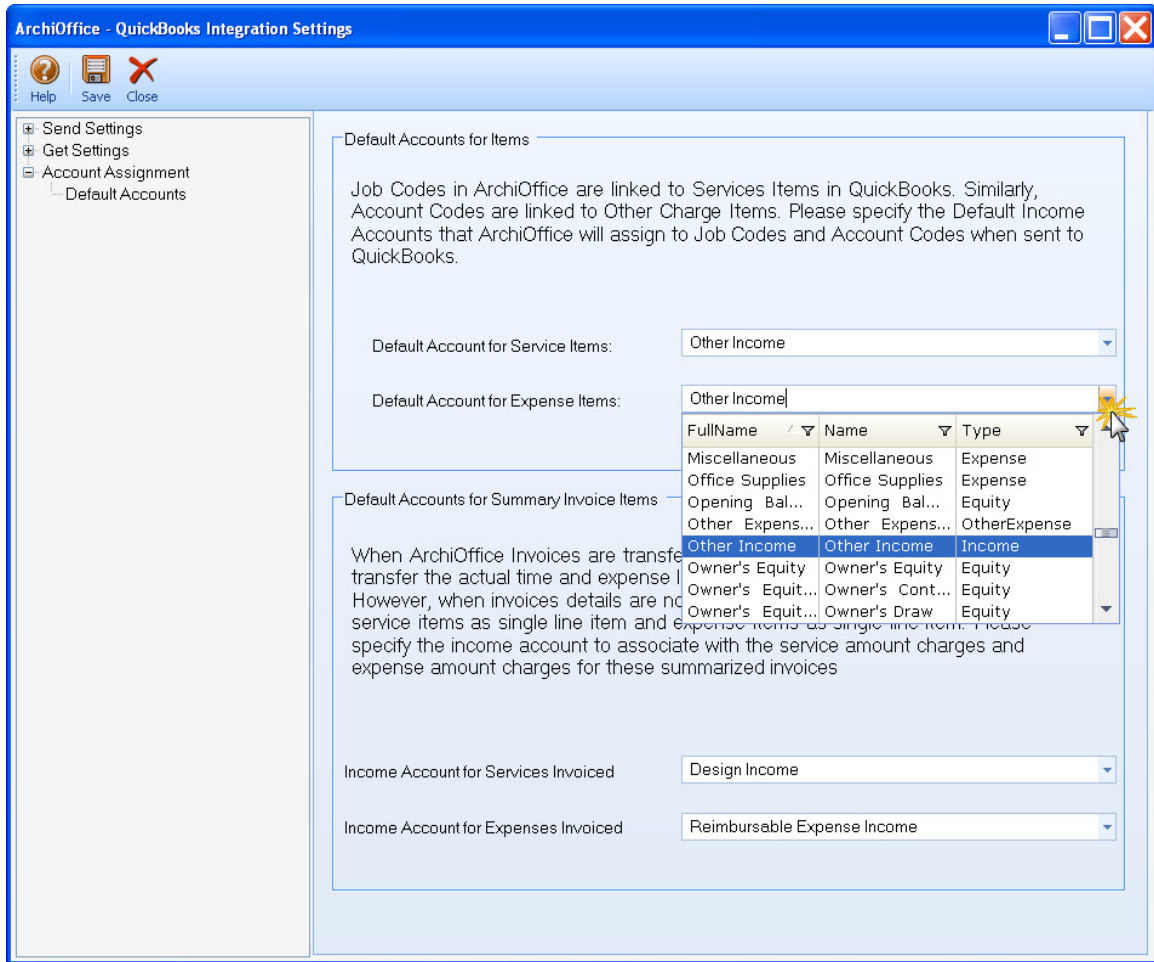 ArchiOffice - QuickBooks Integration Settings
Help Save Close
Send Settings
Get Settings
Account Assignment
Default Accounts
Default Accounts for Items
Job Codes in ArchiOffice are linked to Services Items in QuickBooks. Similarly,
Account Codes are linked to Other Charge Items. Please specify the Default Income
Accounts that ArchiOffice will assign to Job Codes and Account Codes when sent to
QuickBooks.
Default Account for Service Items: Other Income
Default Account for Expense Items: Other Income
FullName Name Type
Miscellaneous Miscellaneous Expense
Office Supplies Office Supplies Expense
Opening Bal... Opening Bal... Equity
Other Expens... Other Expens... OtherExpense
Other Income Other Income Income
Owner's Equity Owner's Equity Equity
Owner's Equit... Owner's Cont... Equity
Owner's Equit... Owner's Draw Equity
Default Accounts for Summary Invoice Items
When ArchiOffice Invoices are transfe
transfer the actual time and expense l
However, when invoices details are no
service items as single line item and expense items as single line item. Please
specify the income account to associate with the service amount charges and
expense amount charges for these summarized invoices
Income Account for Services Invoiced Design Income
Income Account for Expenses Invoiced Reimbursable Expense Income